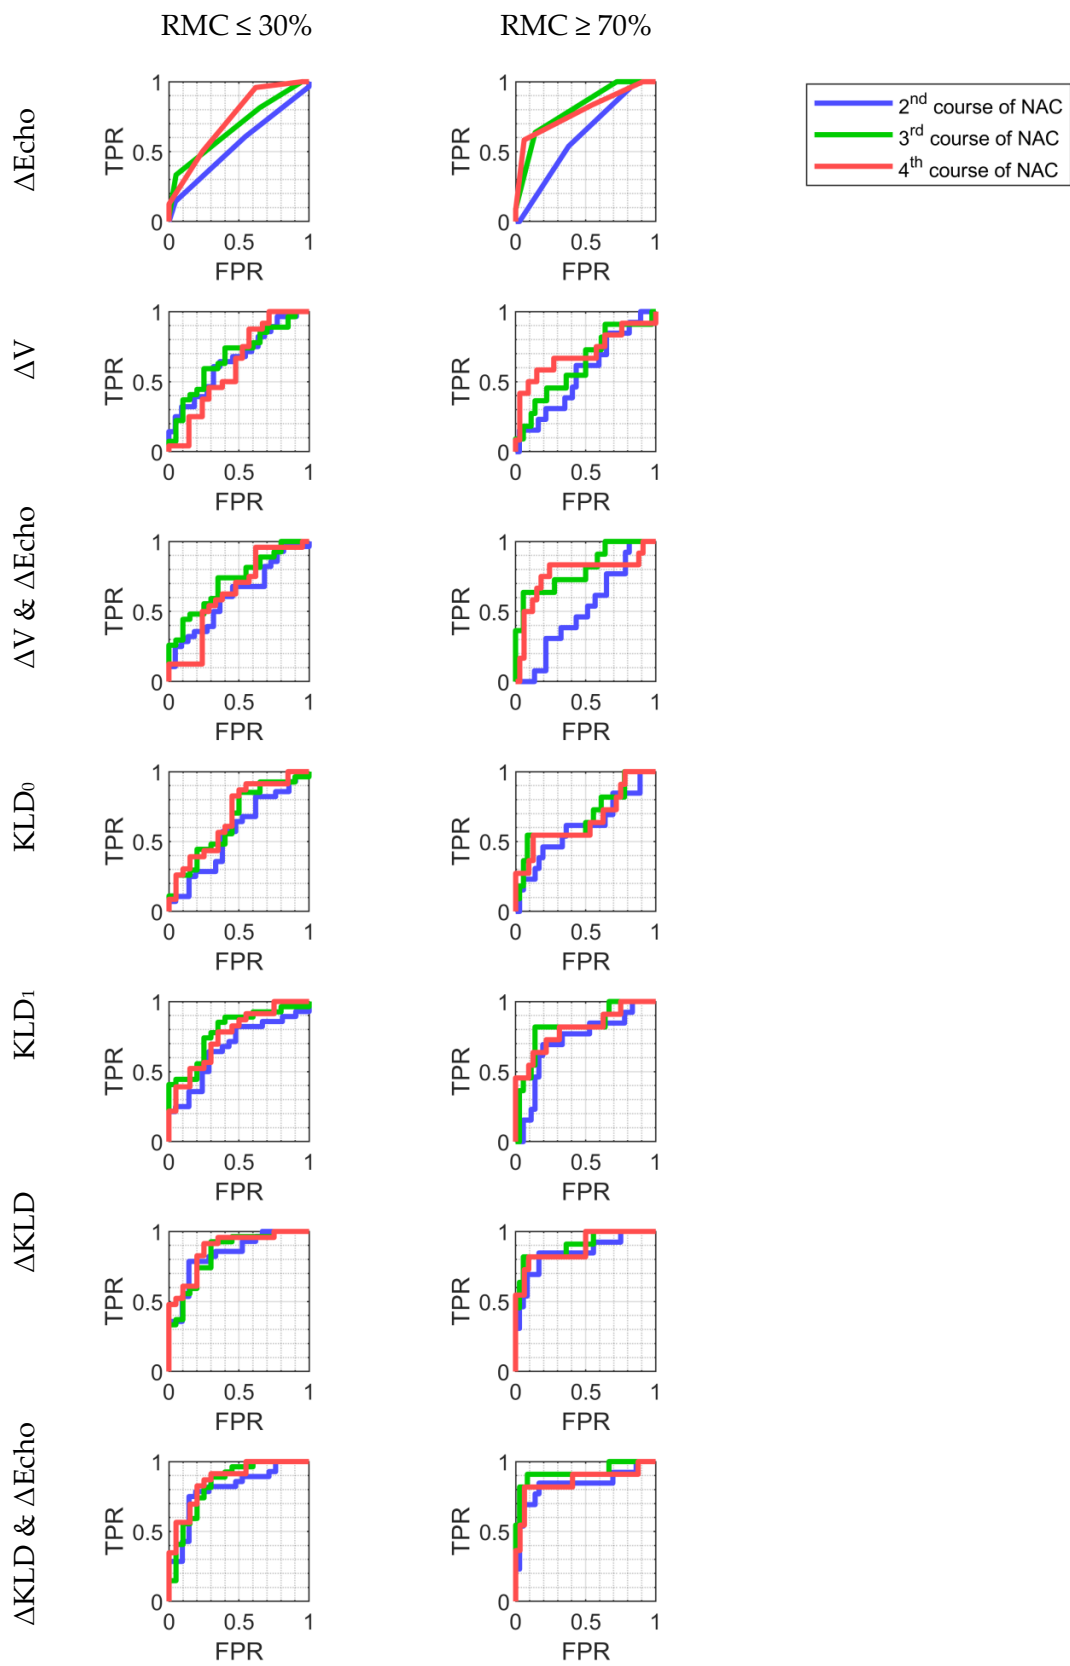 RMC ≤ 30%
RMC ≥ 70%
2nd course of NAC
3rd course of NAC
4th course of NAC
ΔEcho
TPR
1
0.5
0
0
0.5
1
FPR
TPR
1
0.5
0
0
0.5
1
FPR
ΔV
TPR
1
0.5
0
0
0.5
1
FPR
TPR
1
0.5
0
0
0.5
1
FPR
ΔV & ΔEcho
TPR
1
0.5
0
0
0.5
1
FPR
TPR
1
0.5
0
0
0.5
1
FPR
KLD0
TPR
1
0.5
0
0
0.5
1
FPR
TPR
1
0.5
0
0
0.5
1
FPR
KLD1
TPR
1
0.5
0
0
0.5
1
FPR
TPR
1
0.5
0
0
0.5
1
FPR
ΔKLD
TPR
1
0.5
0
0
0.5
1
FPR
TPR
1
0.5
0
0
0.5
1
FPR
ΔKLD & ΔEcho
TPR
1
0.5
0
0
0.5
1
FPR
TPR
1
0.5
0
0
0.5
1
FPR